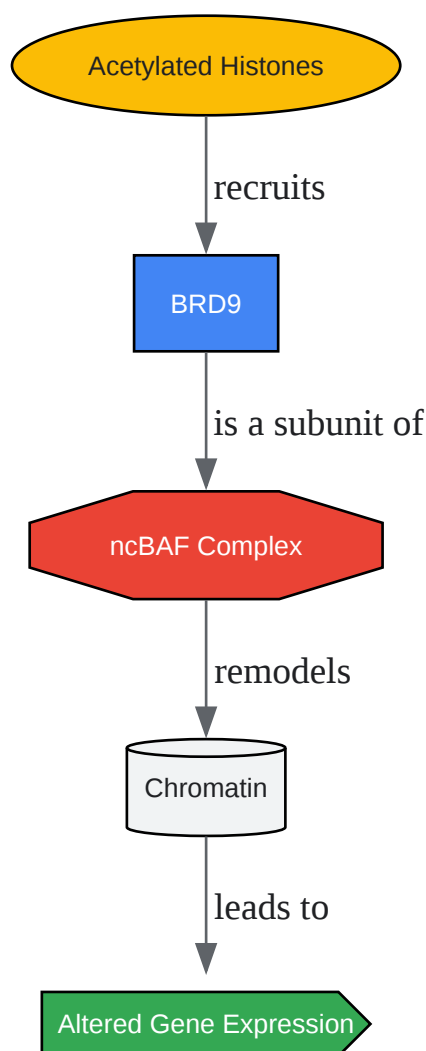 Acetylated Histones
recruits
BRD9
is a subunit of
ncBAF Complex
remodels
Chromatin
leads to
Altered Gene Expression